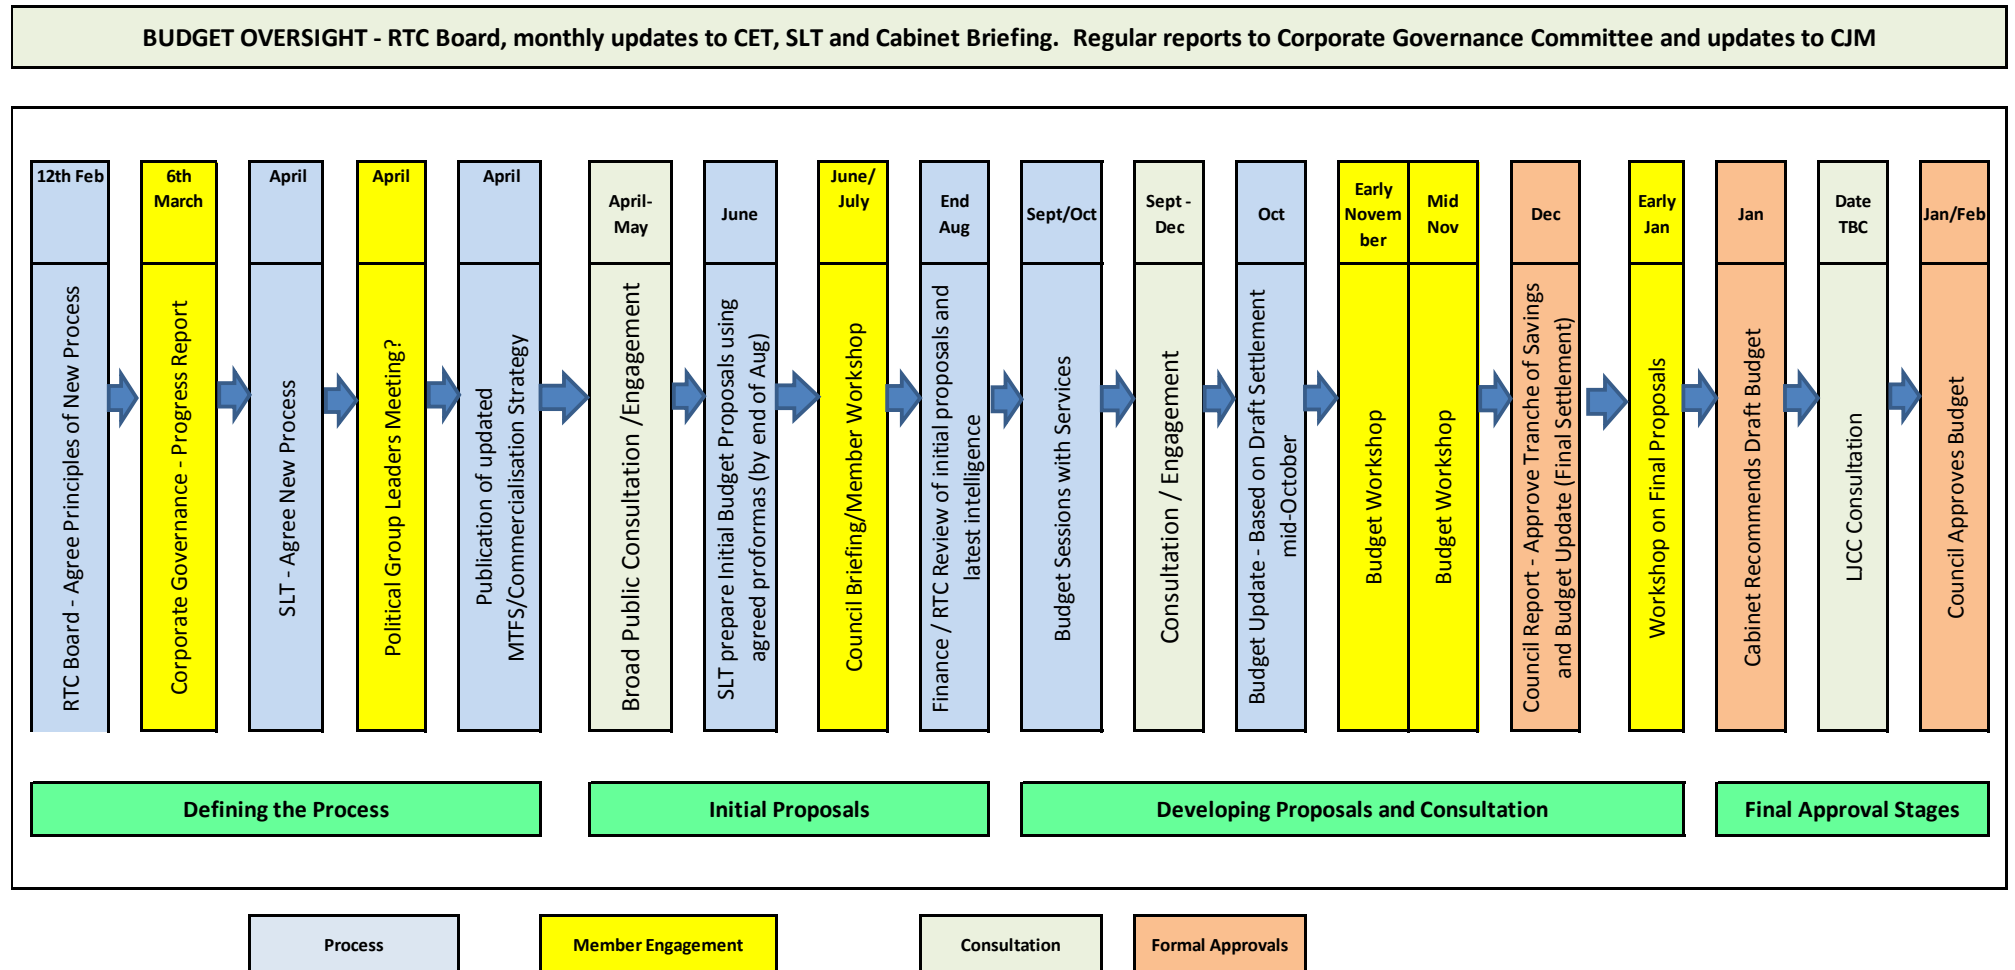 BUDGET OVERSIGHT - RTC Board, monthly updates to CET, SLT and Cabinet Briefing.  Regular reports to Corporate Governance Committee and updates to CJM
12th Feb
RTC Board - Agree Principles of New Process
6th
March
Corporate Governance - Progress Report
April
SLT - Agree New Process
April
Political Group Leaders Meeting?
April
Publication of updated
MTFS/Commercialisation Strategy
April-
May
Broad Public Consultation /Engagement
June
SLT prepare Initial Budget Proposals using
agreed proformas (by end of Aug)
June/
July
Council Briefing/Member Workshop
End
Aug
Finance / RTC Review of initial proposals and
latest intelligence
Sept/Oct
Budget Sessions with Services
Sept -
Dec
Consultation / Engagement
Oct
Budget Update - Based on Draft Settlement
mid-October
Early
Novem
ber
Budget Workshop
Mid
Nov
Budget Workshop
Dec
Council Report - Approve Tranche of Savings
and Budget Update (Final Settlement)
Early
Jan
Workshop on Final Proposals
Jan
Cabinet Recommends Draft Budget
Date
TBC
LJCC Consultation
Jan/Feb
Council Approves Budget
Defining the Process
Initial Proposals
Developing Proposals and Consultation
Final Approval Stages
Process
Member Engagement
Consultation
Formal Approvals